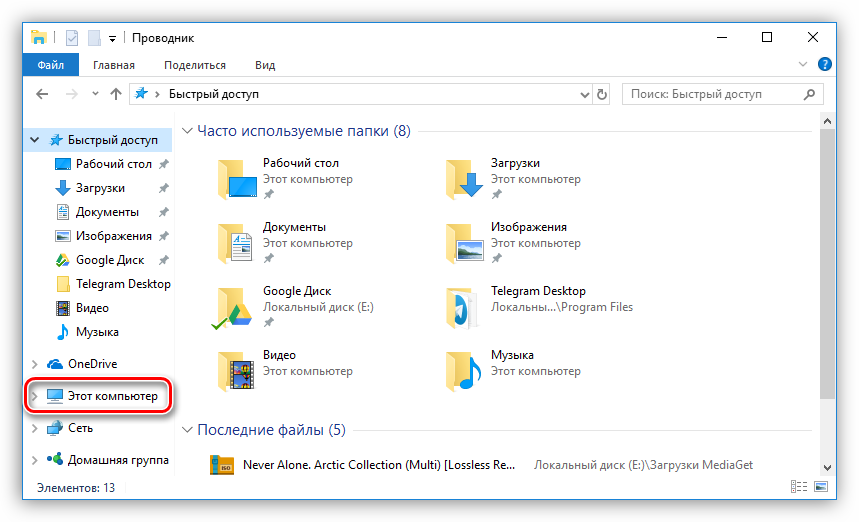 Проводник
Файл
Главная
Поделиться
Вид
?
Быстрый доступ
Поиск: Быстрый доступ
Быстрый доступ
Рабочий стол
Загрузки
Документы
Изображения
Google Диск
Telegram Desktop
Видео
Музыка
OneDrive
Этот компьютер
Сеть
Домашняя группа
Часто используемые папки (8)
Рабочий стол
Этот компьютер
Загрузки
Этот компьютер
Документы
Этот компьютер
Изображения
Этот компьютер
Google Диск
Локальный диск (E:)
Telegram Desktop
Локальны...\Program Files
Видео
Этот компьютер
Музыка
Этот компьютер
Последние файлы (5)
ISO
Never Alone. Arctic Collection (Multi) [Lossless Re...
Локальный диск (E:)\Загрузки MediaGet
Элементов: 13